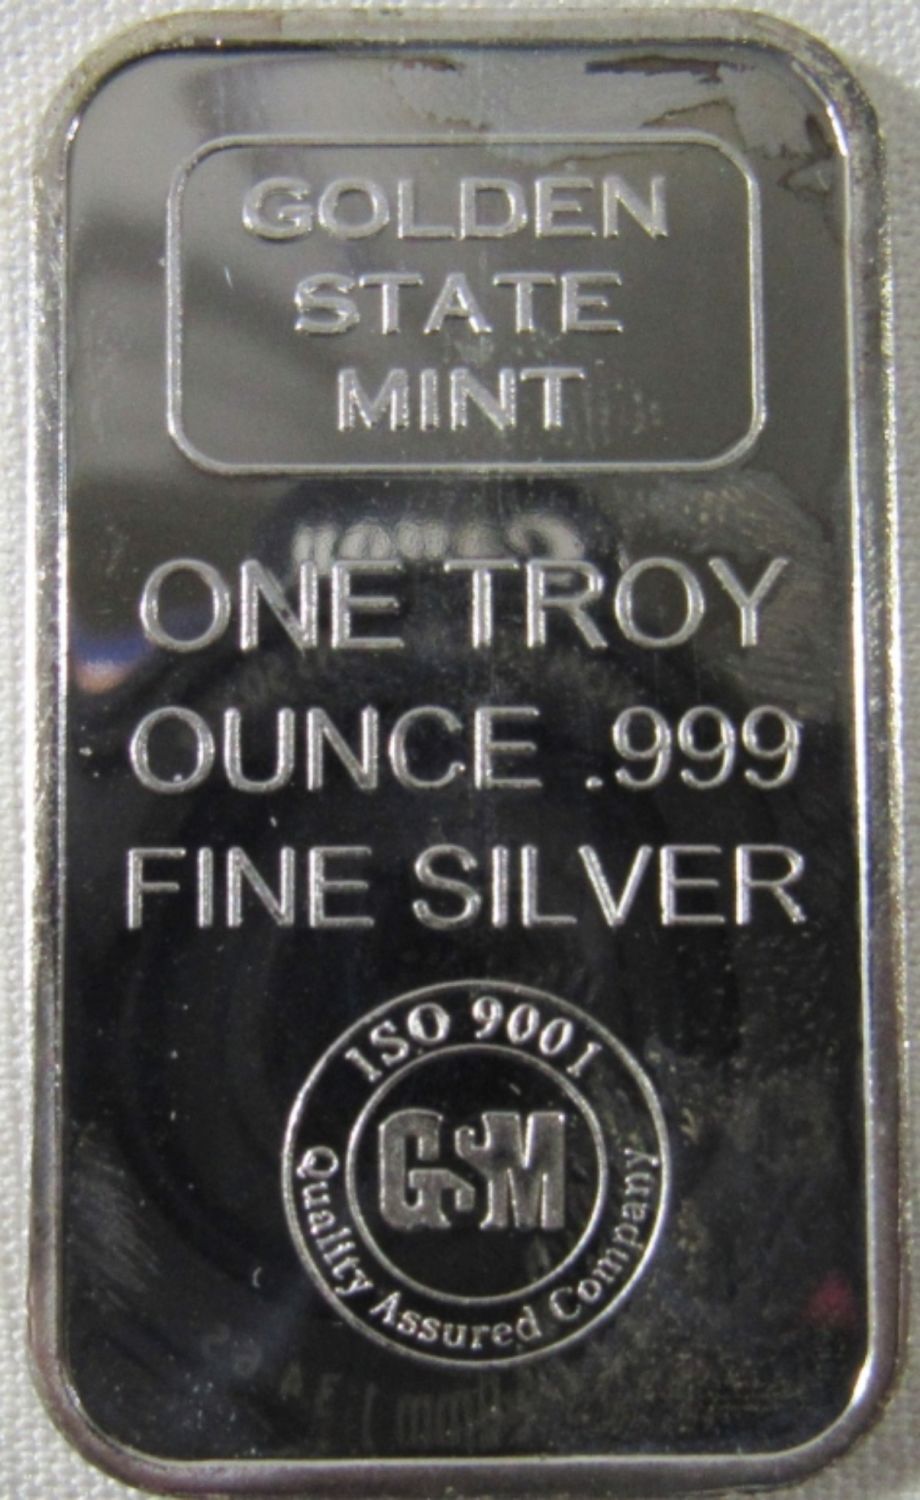 GOLDEN
STATE
MINT
ONE TROY
OUNCE .999
FINE SILVER
ISO 9001
GSM
Quality Assured Company